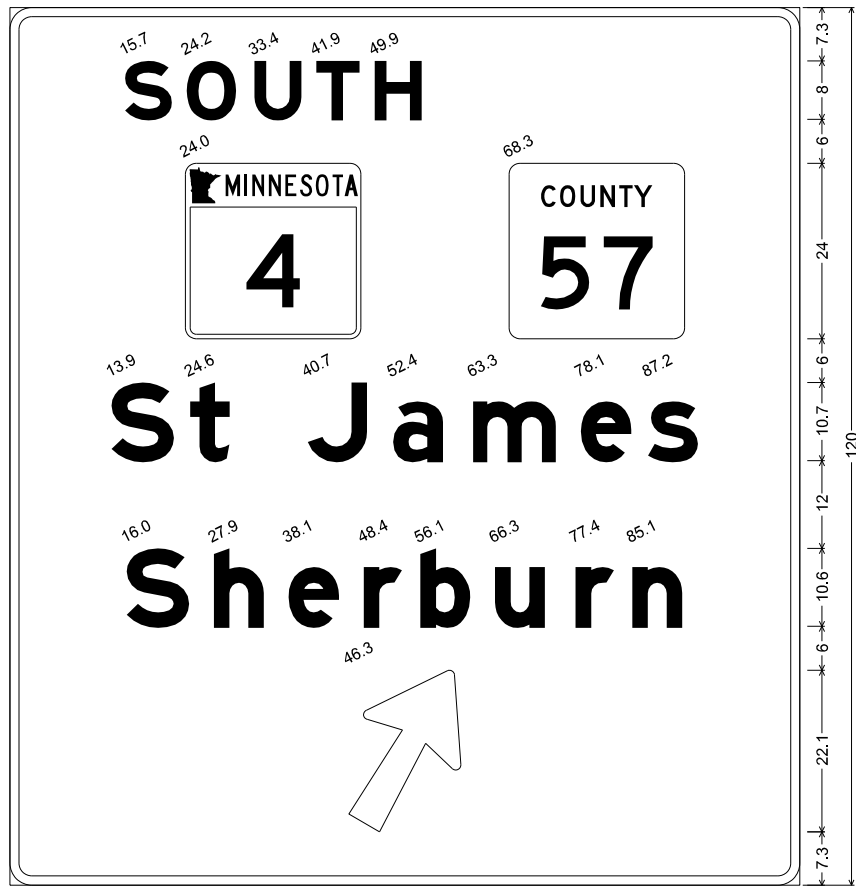 15.7 24.2 33.4 41.9 49.9
SOUTH
24.0 68.3
MINNESOTA COUNTY
4 57
13.9 24.6 40.7 52.4 63.3 78.1 87.2
St James
16.0 27.9 38.1 48.4 56.1 66.3 77.4 85.1
Sherburn
46.3
7.3
8
6
24
6
10.7
12
10.6
6
22.1
7.3
120